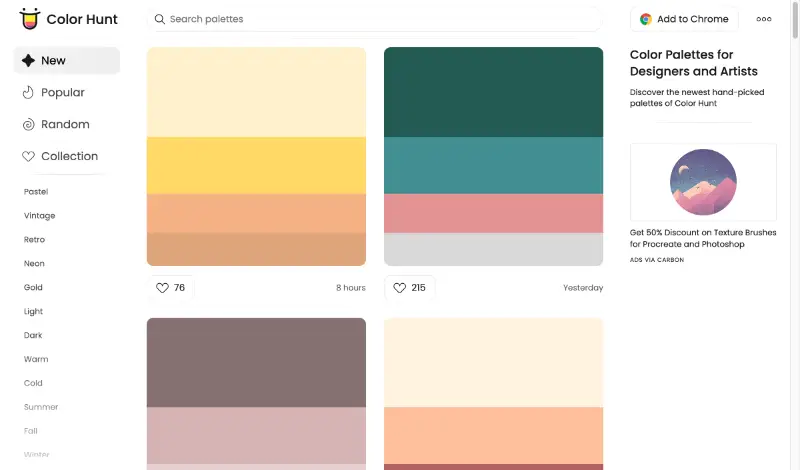 Color Hunt
Search palettes
Add to Chrome
New
Popular
Random
Collection
Pastel
Vintage
Retro
Neon
Gold
Light
Dark
Warm
Cold
Summer
Fall
Winter
76
8 hours
215
Yesterday
Color Palettes for
Designers and Artists
Discover the newest hand-picked
palettes of Color Hunt
Get 50% Discount on Texture Brushes
for Procreate and Photoshop
ADS VIA CARBON